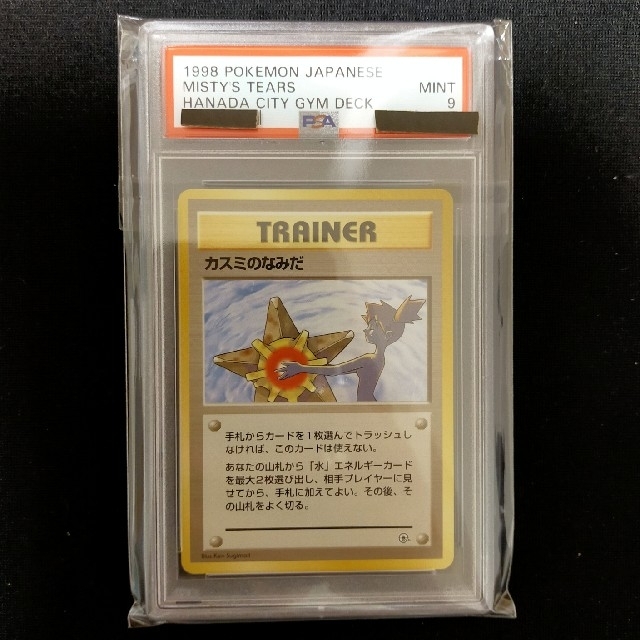 1998 POKEMON JAPANESE
MISTY'S TEARS MINT
HANADA CITY GYM DECK 9
PSA
TRAINER
カスミのなみだ
手札からカードを1枚選んでトラッシュし
なければ、このカードは使えない。
あなたの山札から「水」エネルギーカード
を最大2枚選び出し、相手プレイヤーに見
せてから、手札に加えてよい。その後、そ
の山札をよく切る。
Illus. Ken Sugimori